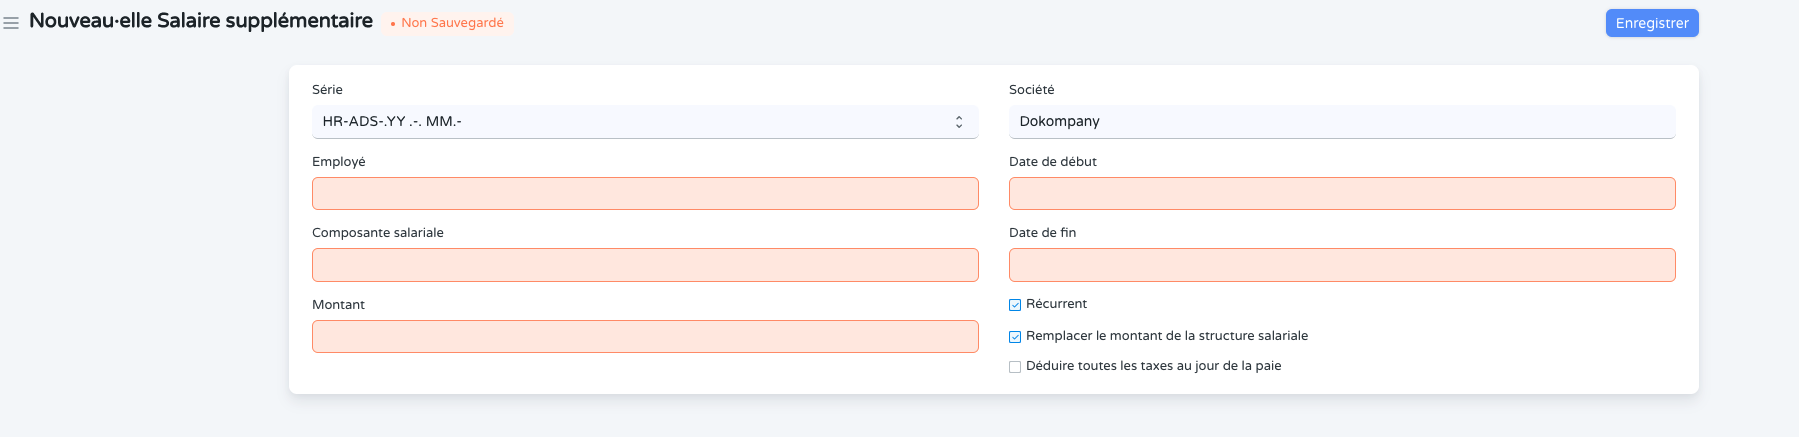 Nouveau·elle Salaire supplémentaire
• Non Sauvegardé
Enregistrer
Série
HR-ADS-.YY .-. MM.-
Employé
Composante salariale
Montant
Société
Dokompany
Date de début
Date de fin
Récurrent
Remplacer le montant de la structure salariale
Déduire toutes les taxes au jour de la paie